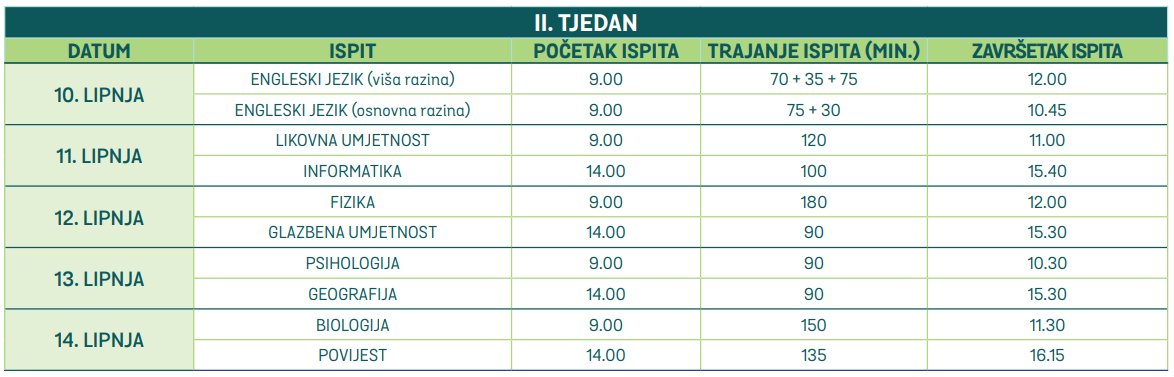 II. TJEDAN
DATUM ISPIT POČETAK ISPITA TRAJANJE ISPITA (MIN.) ZAVRŠETAK ISPITA
10. LIPNJA
ENGLESKI JEZIK (viša razina) 9.00 70 + 35 + 75 12.00
ENGLESKI JEZIK (osnovna razina) 9.00 75 + 30 10.45
11. LIPNJA
LIKOVNA UMJETNOST 9.00 120 11.00
INFORMATIKA 14.00 100 15.40
12. LIPNJA
FIZIKA 9.00 180 12.00
GLAZBENA UMJETNOST 14.00 90 15.30
13. LIPNJA
PSIHOLOGIJA 9.00 90 10.30
GEOGRAFIJA 14.00 90 15.30
14. LIPNJA
BIOLOGIJA 9.00 150 11.30
POVIJEST 14.00 135 16.15